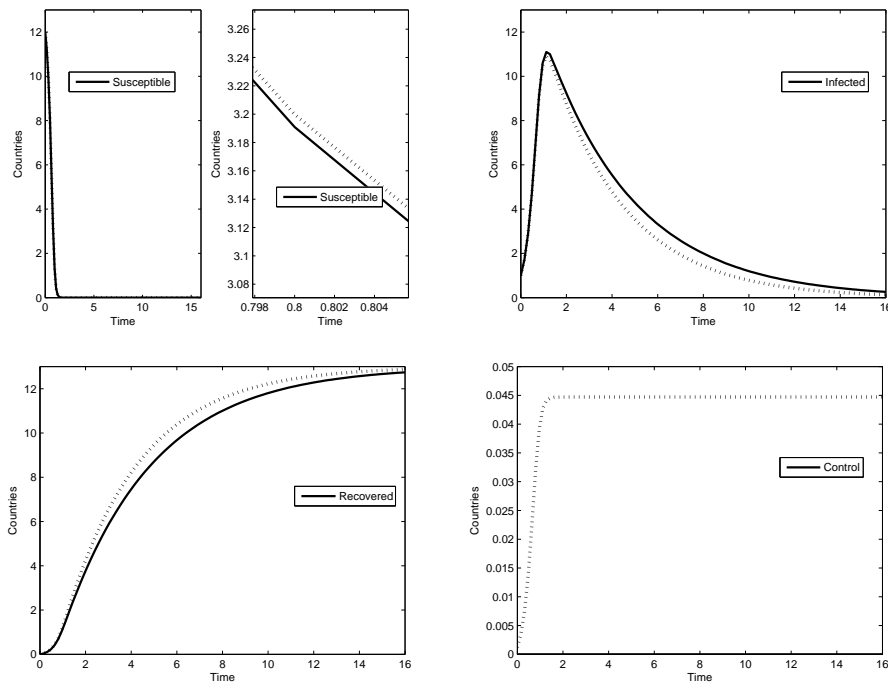 12
10
8
6
4
2
0
Countries
Susceptible
0 5 10 15
Time
3.26
3.24
3.22
3.2
3.18
3.16
3.14
3.12
3.1
3.08
Countries
Susceptible
0.798 0.8 0.802 0.804
Time
12
10
8
6
4
2
0
Countries
Infected
0 2 4 6 8 10 12 14 16
Time
12
10
8
6
4
2
0
Countries
Recovered
0 2 4 6 8 10 12 14 16
Time
0.05
0.045
0.04
0.035
0.03
0.025
0.02
0.015
0.01
0.005
0
Countries
Control
0 2 4 6 8 10 12 14 16
Time